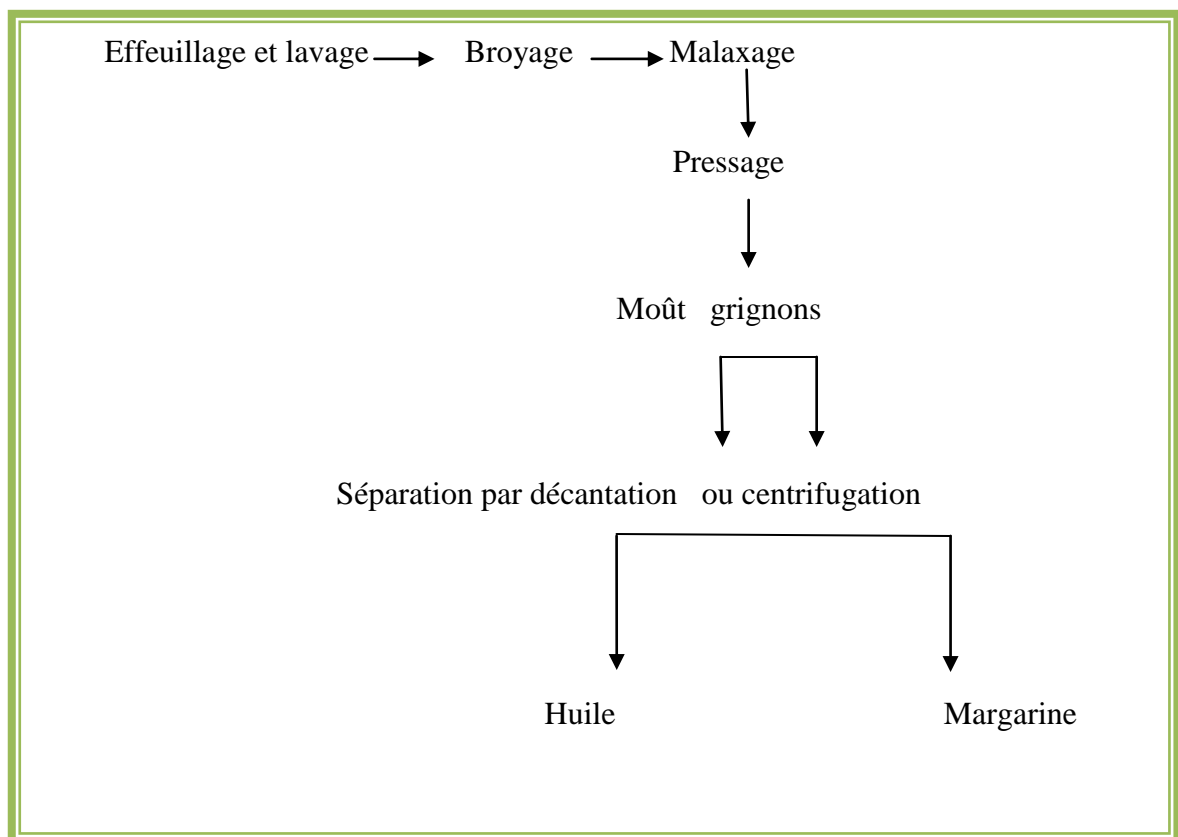 Effeuillage et lavage Broyage Malaxage
Pressage
Moût grignons
Séparation par décantation ou centrifugation
Huile Margarine